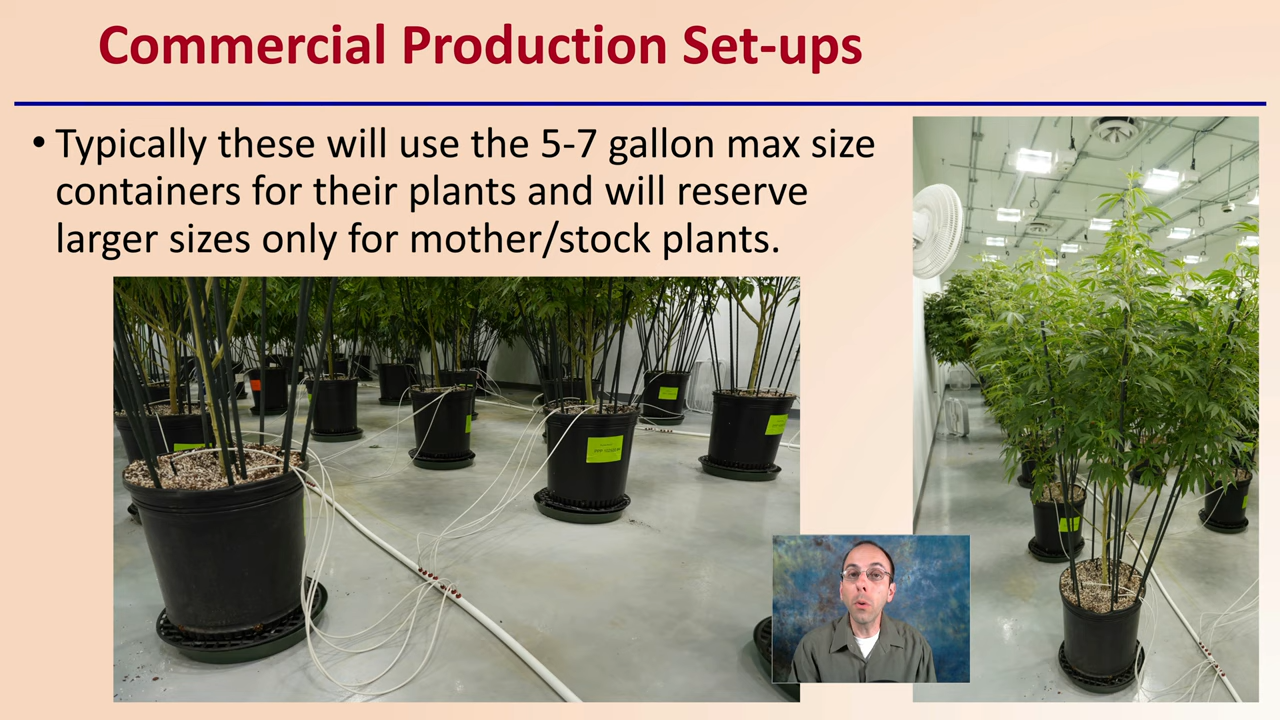 Commercial Production Set-ups
• Typically these will use the 5-7 gallon max size
containers for their plants and will reserve
larger sizes only for mother/stock plants.